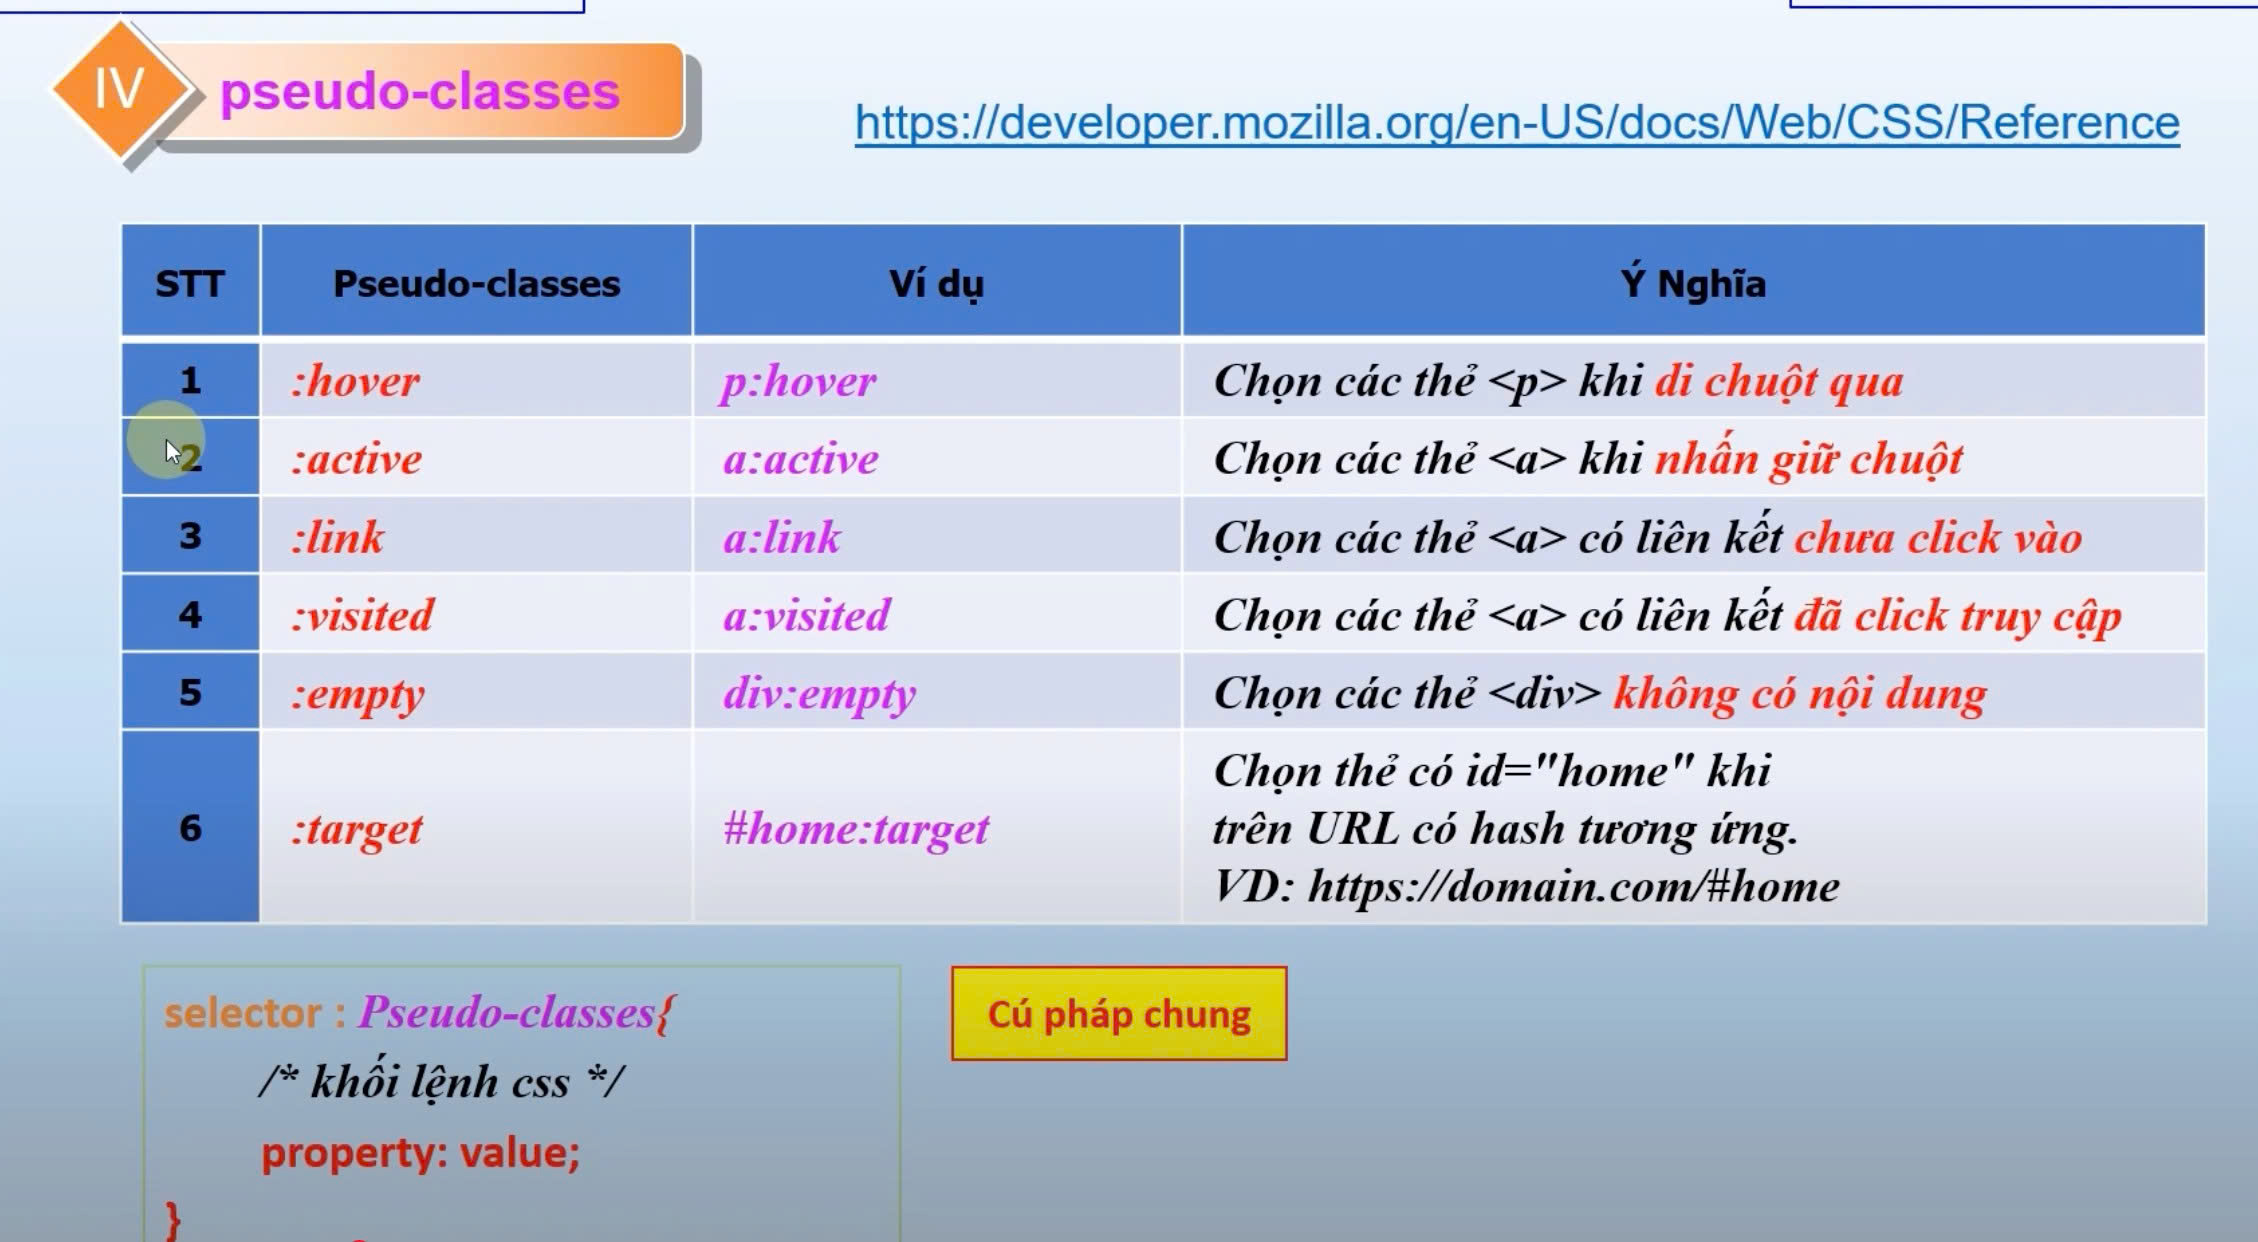 IV
pseudo-classes
https://developer.mozilla.org/en-US/docs/Web/CSS/Reference
STT Pseudo-classes Ví dụ Ý Nghĩa
1 :hover p:hover Chọn các thẻ <p> khi di chuột qua
2 :active a:active Chọn các thẻ <a> khi nhấn giữ chuột
3 :link a:link Chọn các thẻ <a> có liên kết chưa click vào
4 :visited a:visited Chọn các thẻ <a> có liên kết đã click truy cập
5 :empty div:empty Chọn các thẻ <div> không có nội dung
6 :target #home:target Chọn thẻ có id="home" khi
trên URL có hash tương ứng.
VD: https://domain.com/#home
selector : Pseudo-classes{
/* khối lệnh css */
property: value;
}
Cú pháp chung